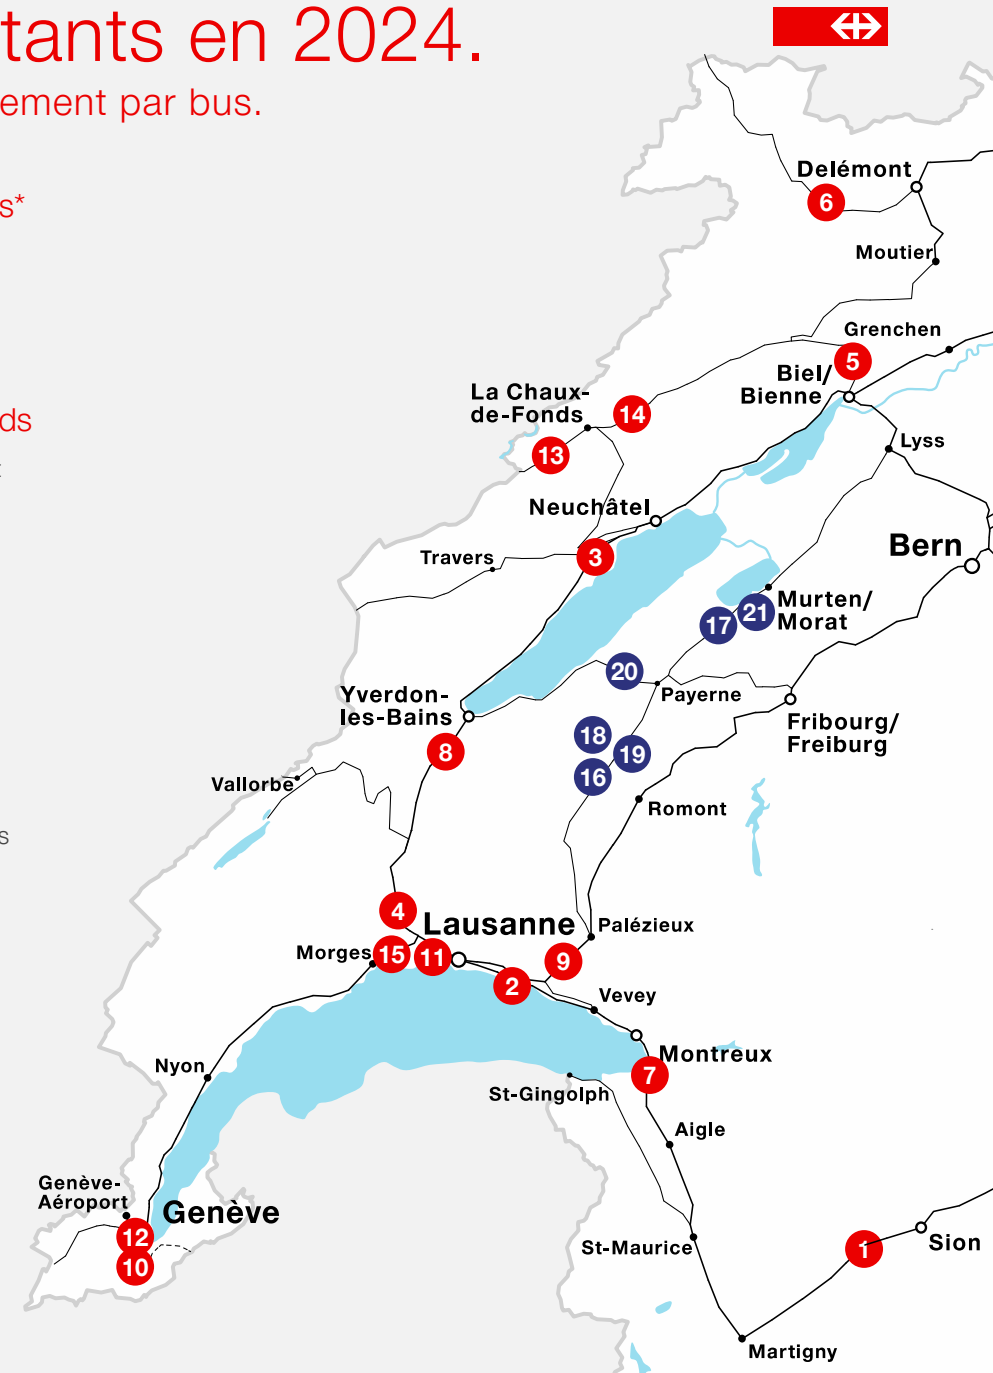 tants en 2024.
ement par bus.
s*
Delémont
6
Moutier
Grenchen
5
Biel/
Bienne
La Chaux-
de-Fonds
14
ds
Lyss
13
Neuchâtel
Bern
Travers
3
Murten/
Morat
21
17
20
Payerne
Yverdon-
les-Bains
Fribourg/
Freiburg
18
8
19
16
Vallorbe
Romont
s
4
Lausanne
Palézieux
Morges
15
11
9
2
Vevey
Montreux
Nyon
7
St-Gingolph
Aigle
Genève-
Aéroport
Genève
12
St-Maurice
1
Sion
10
Martigny